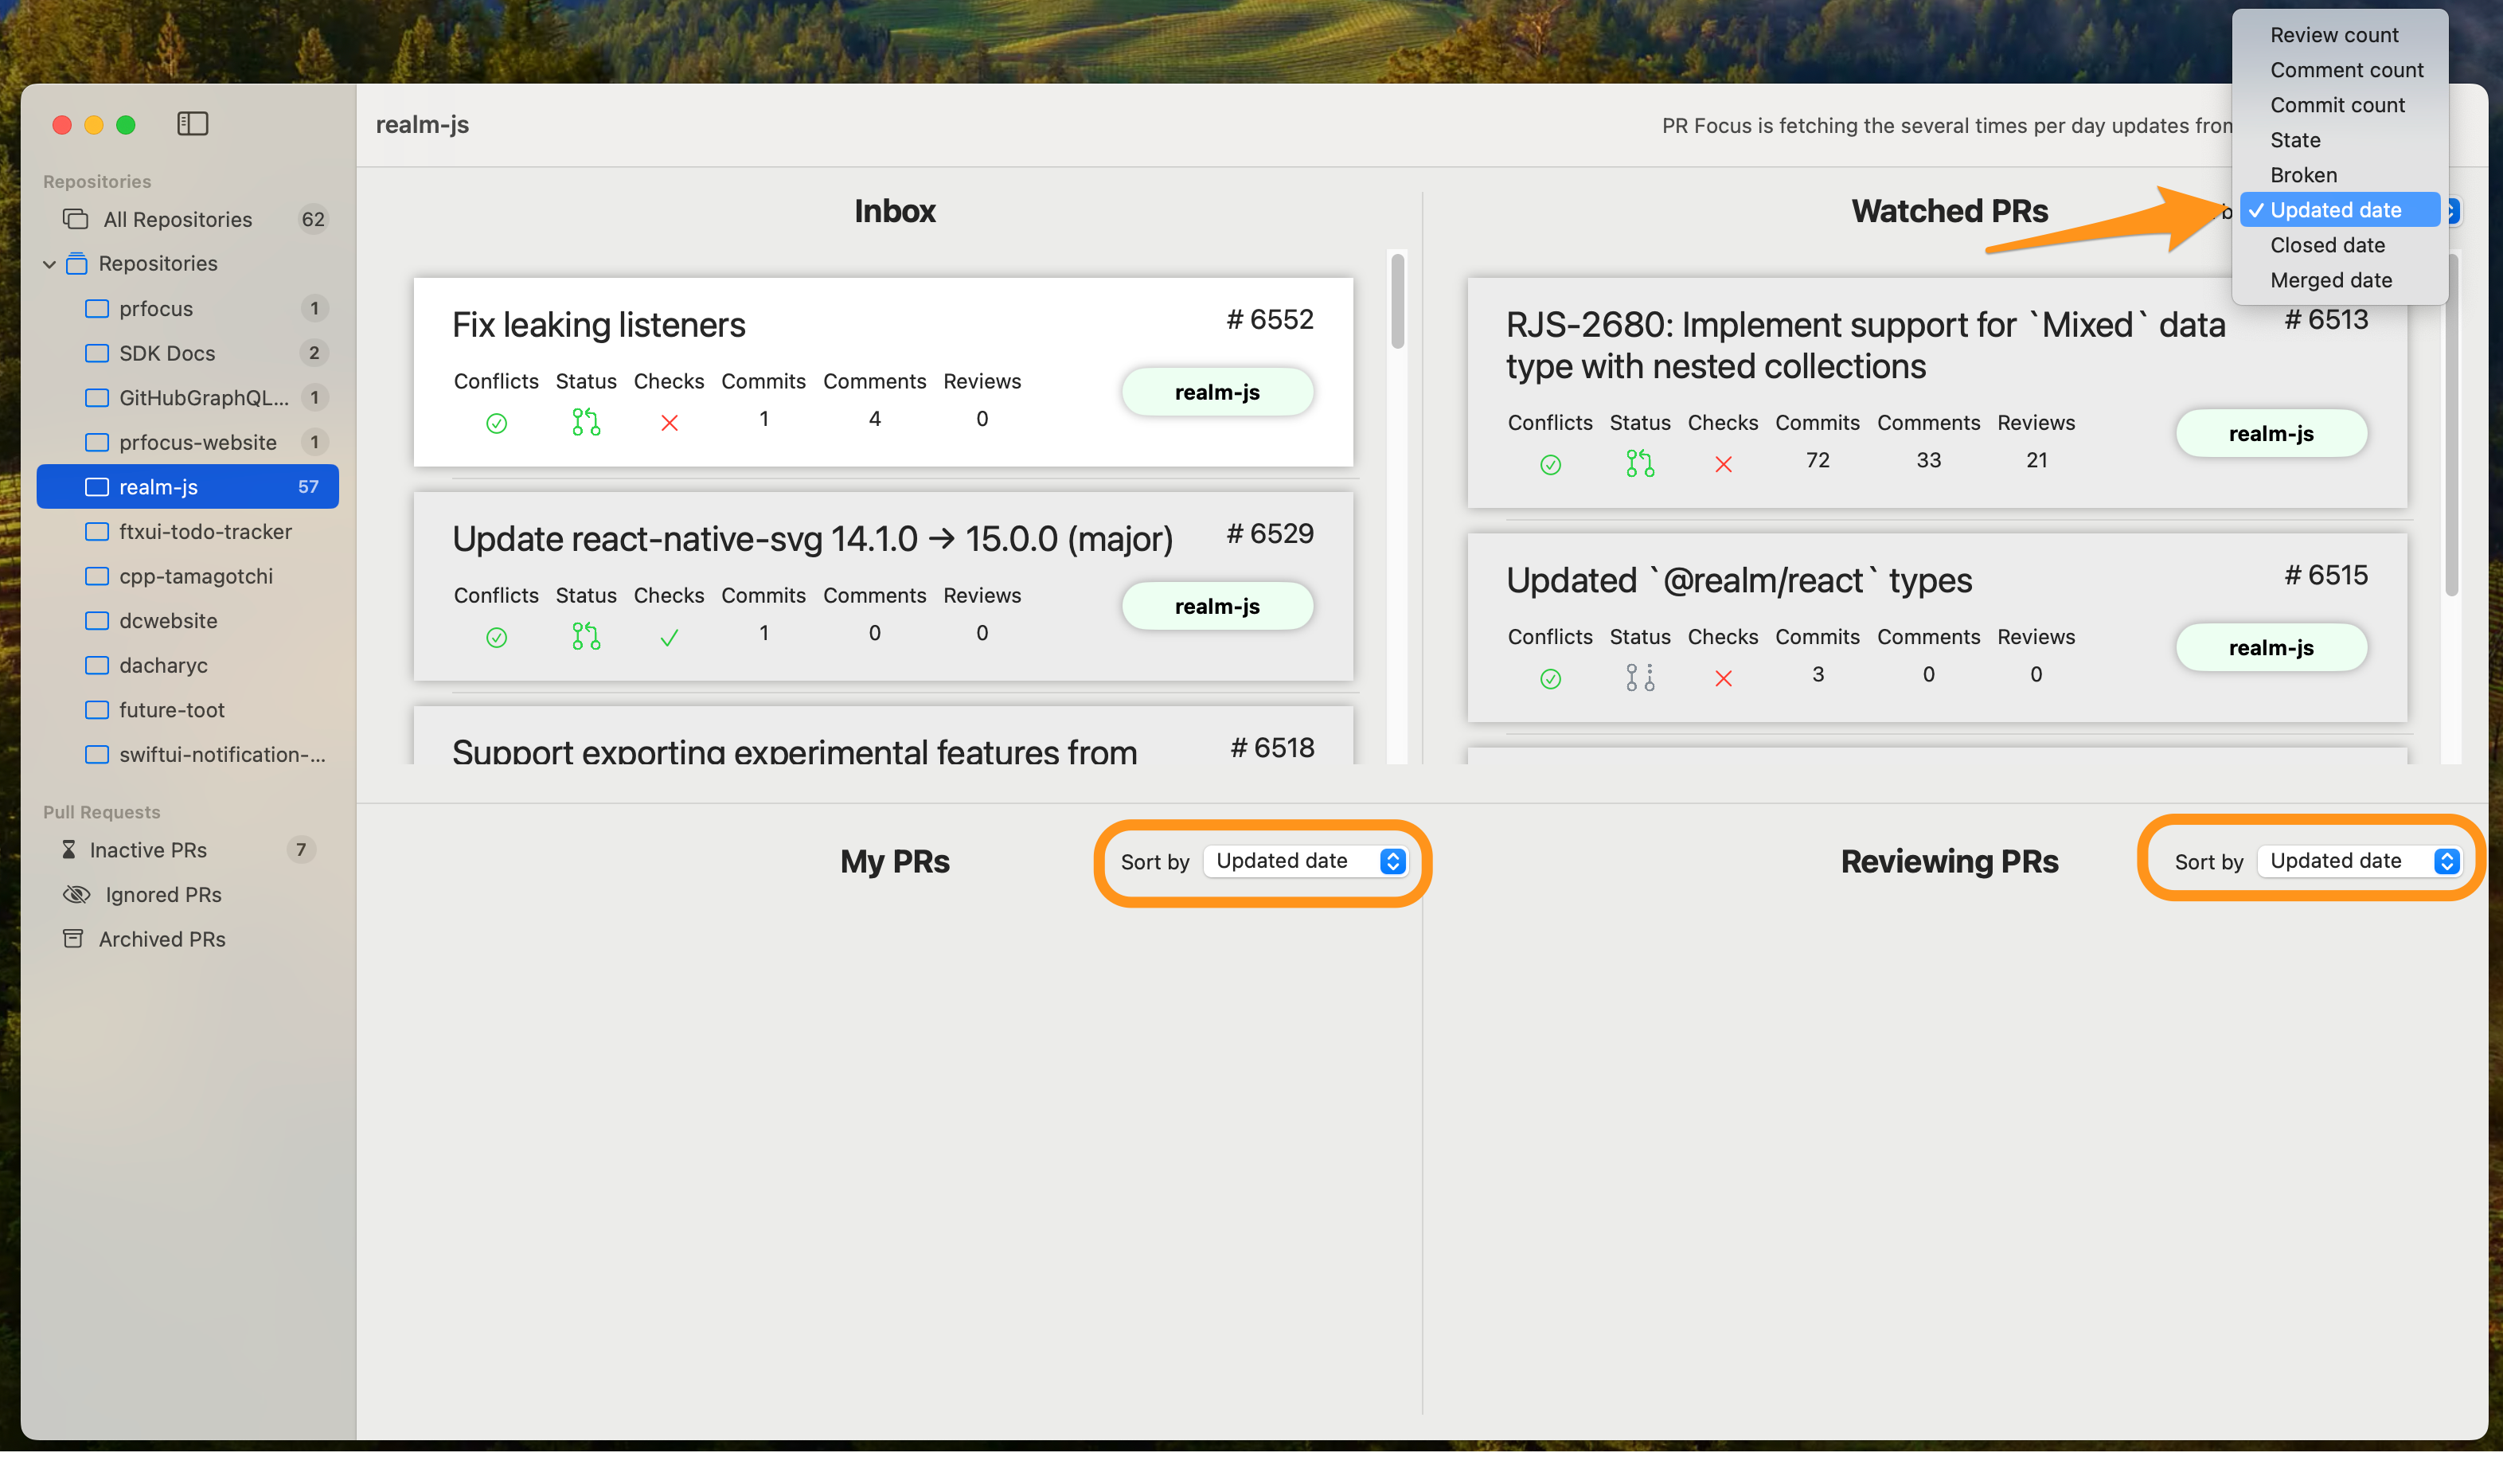 Review count
Comment count
Commit count
State
Broken
✓ Updated date
Closed date
Merged date
realm-js
PR Focus is fetching the several times per day updates from
Repositories
All Repositories 62
Repositories
prfocus 1
SDK Docs 2
GitHubGraphQL... 1
prfocus-website 1
realm-js 57
ftxui-todo-tracker
cpp-tamagotchi
dcwebsite
dacharyc
future-toot
swiftui-notification-...
Pull Requests
Inactive PRs 7
Ignored PRs
Archived PRs
Inbox
Fix leaking listeners # 6552
Conflicts Status Checks Commits Comments Reviews
1 4 0
realm-js
Update react-native-svg 14.1.0 → 15.0.0 (major) # 6529
Conflicts Status Checks Commits Comments Reviews
1 0 0
realm-js
Support exporting experimental features from # 6518
Watched PRs
RJS-2680: Implement support for `Mixed` data # 6513
type with nested collections
Conflicts Status Checks Commits Comments Reviews
72 33 21
realm-js
Updated `@realm/react` types # 6515
Conflicts Status Checks Commits Comments Reviews
3 0 0
realm-js
My PRs
Sort by Updated date
Reviewing PRs
Sort by Updated date